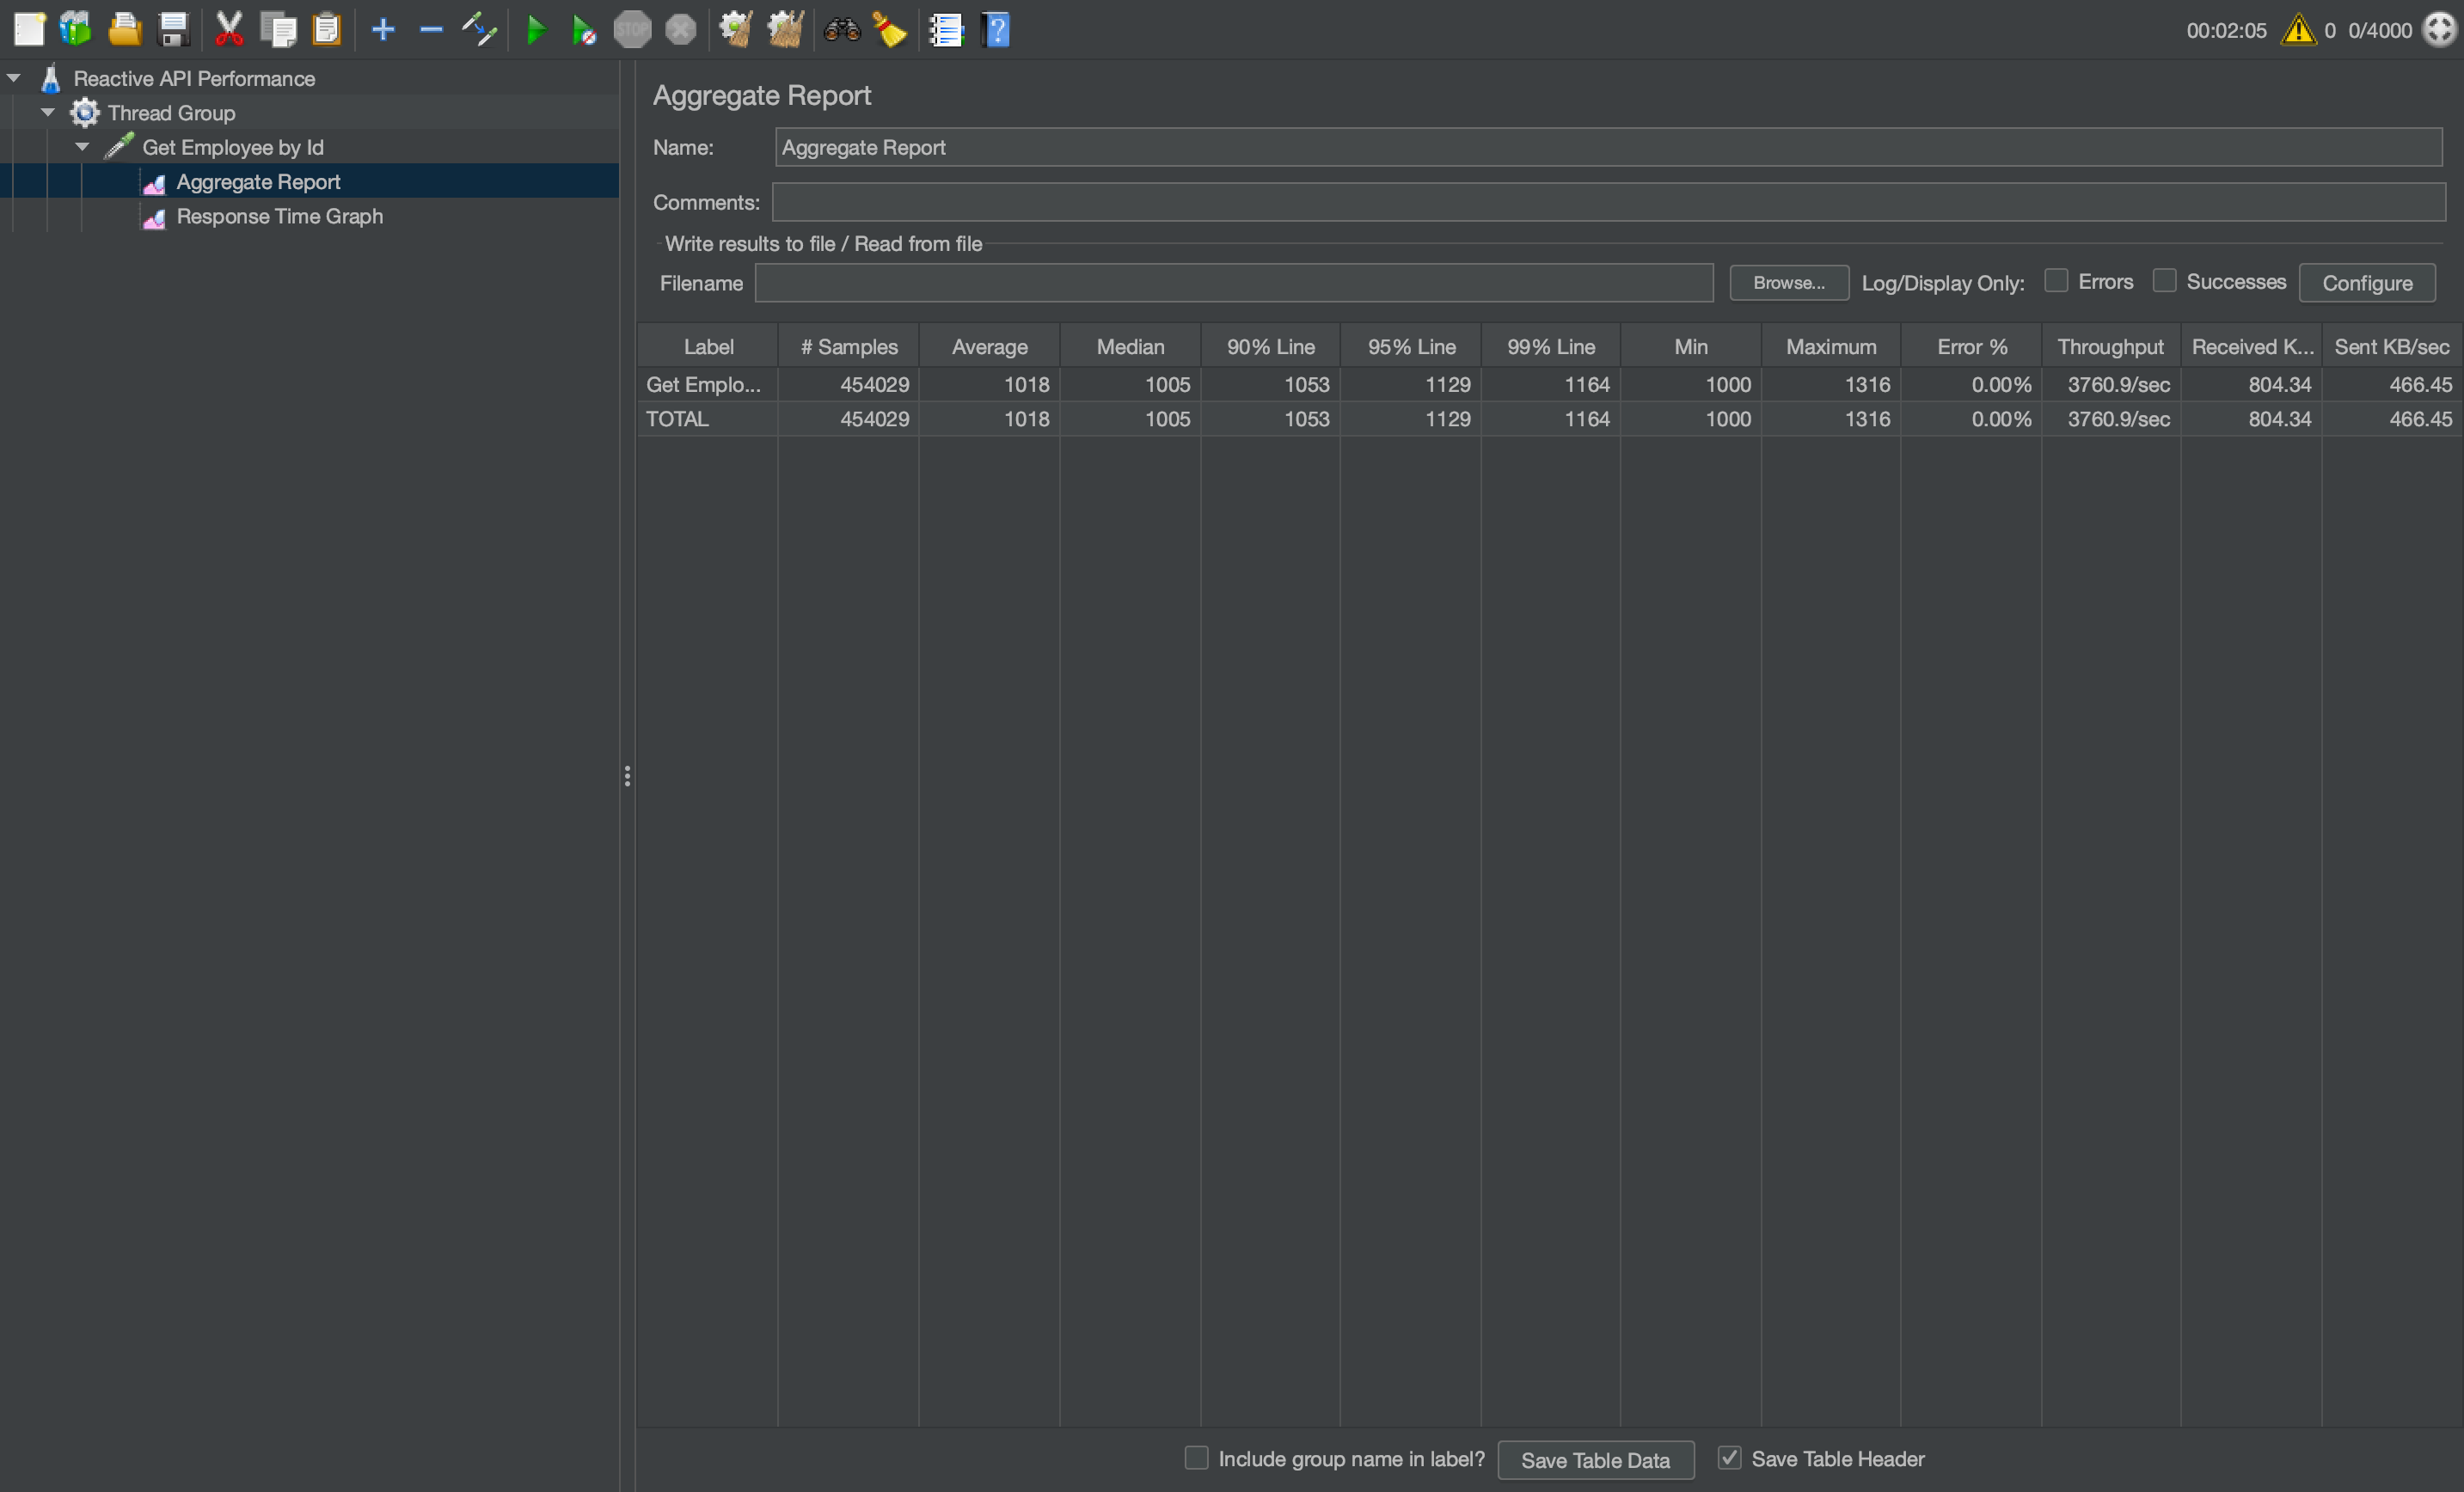 STOP
00:02:05 0 0/4000
Reactive API Performance
Thread Group
Get Employee by Id
Aggregate Report
Response Time Graph
Aggregate Report
Name: Aggregate Report
Comments:
Write results to file / Read from file
Filename Browse... Log/Display Only: Errors Successes Configure
Label # Samples Average Median 90% Line 95% Line 99% Line Min Maximum Error % Throughput Received K... Sent KB/sec
Get Emplo... 454029 1018 1005 1053 1129 1164 1000 1316 0.00% 3760.9/sec 804.34 466.45
TOTAL 454029 1018 1005 1053 1129 1164 1000 1316 0.00% 3760.9/sec 804.34 466.45
Include group name in label? Save Table Data Save Table Header